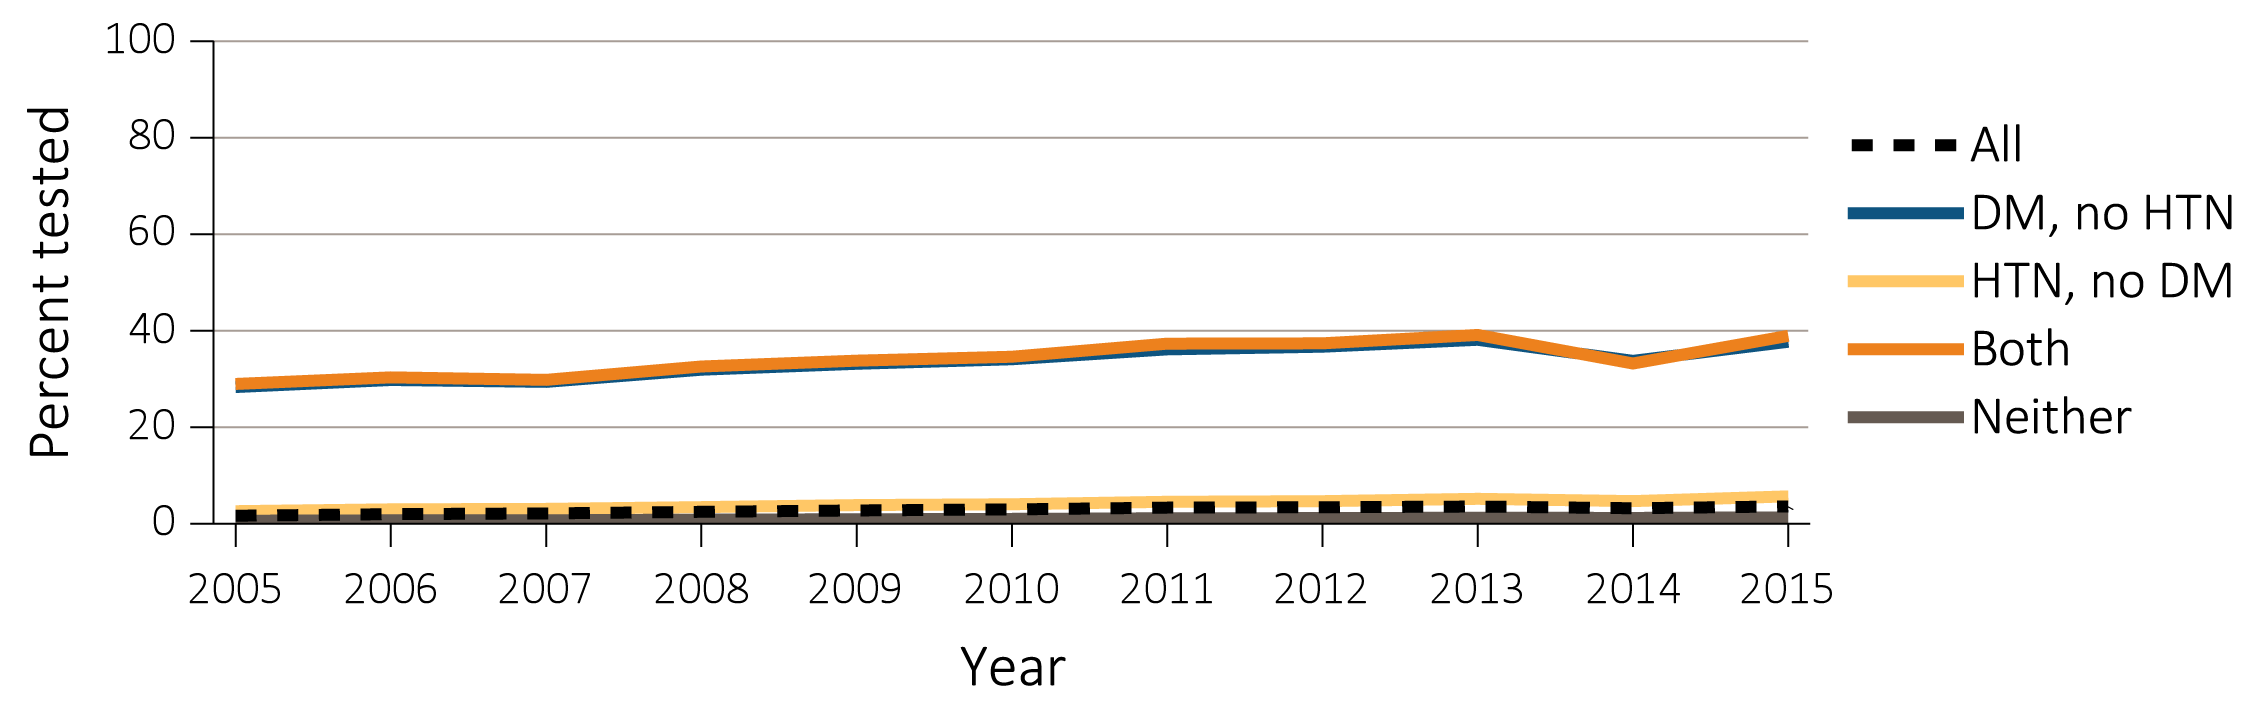 Percent tested
100
80
60
40
20
0
2005 2006 2007 2008 2009 2010 2011 2012 2013 2014 2015
Year
All
DM, no HTN
HTN, no DM
Both
Neither